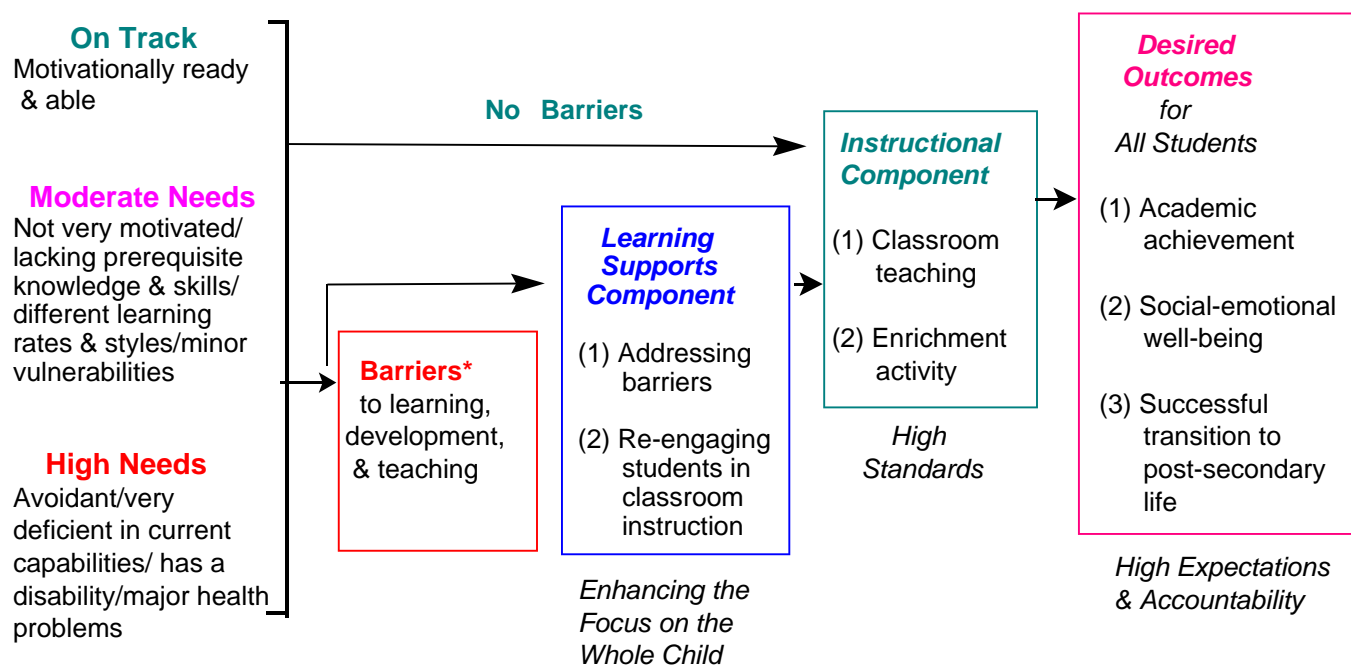 On Track
Motivationally ready
& able
Moderate Needs
Not very motivated/
lacking prerequisite
knowledge & skills/
different learning
rates & styles/minor
vulnerabilities
High Needs
Avoidant/very
deficient in current
capabilities/ has a
disability/major health
problems
No Barriers
Barriers*
to learning,
development,
& teaching
Learning
Supports
Component
(1) Addressing
barriers
(2) Re-engaging
students in
classroom
instruction
Enhancing the
Focus on the
Whole Child
Instructional
Component
(1) Classroom
teaching
(2) Enrichment
activity
High
Standards
Desired
Outcomes
for
All Students
(1) Academic
achievement
(2) Social-emotional
well-being
(3) Successful
transition to
post-secondary
life
High Expectations
& Accountability